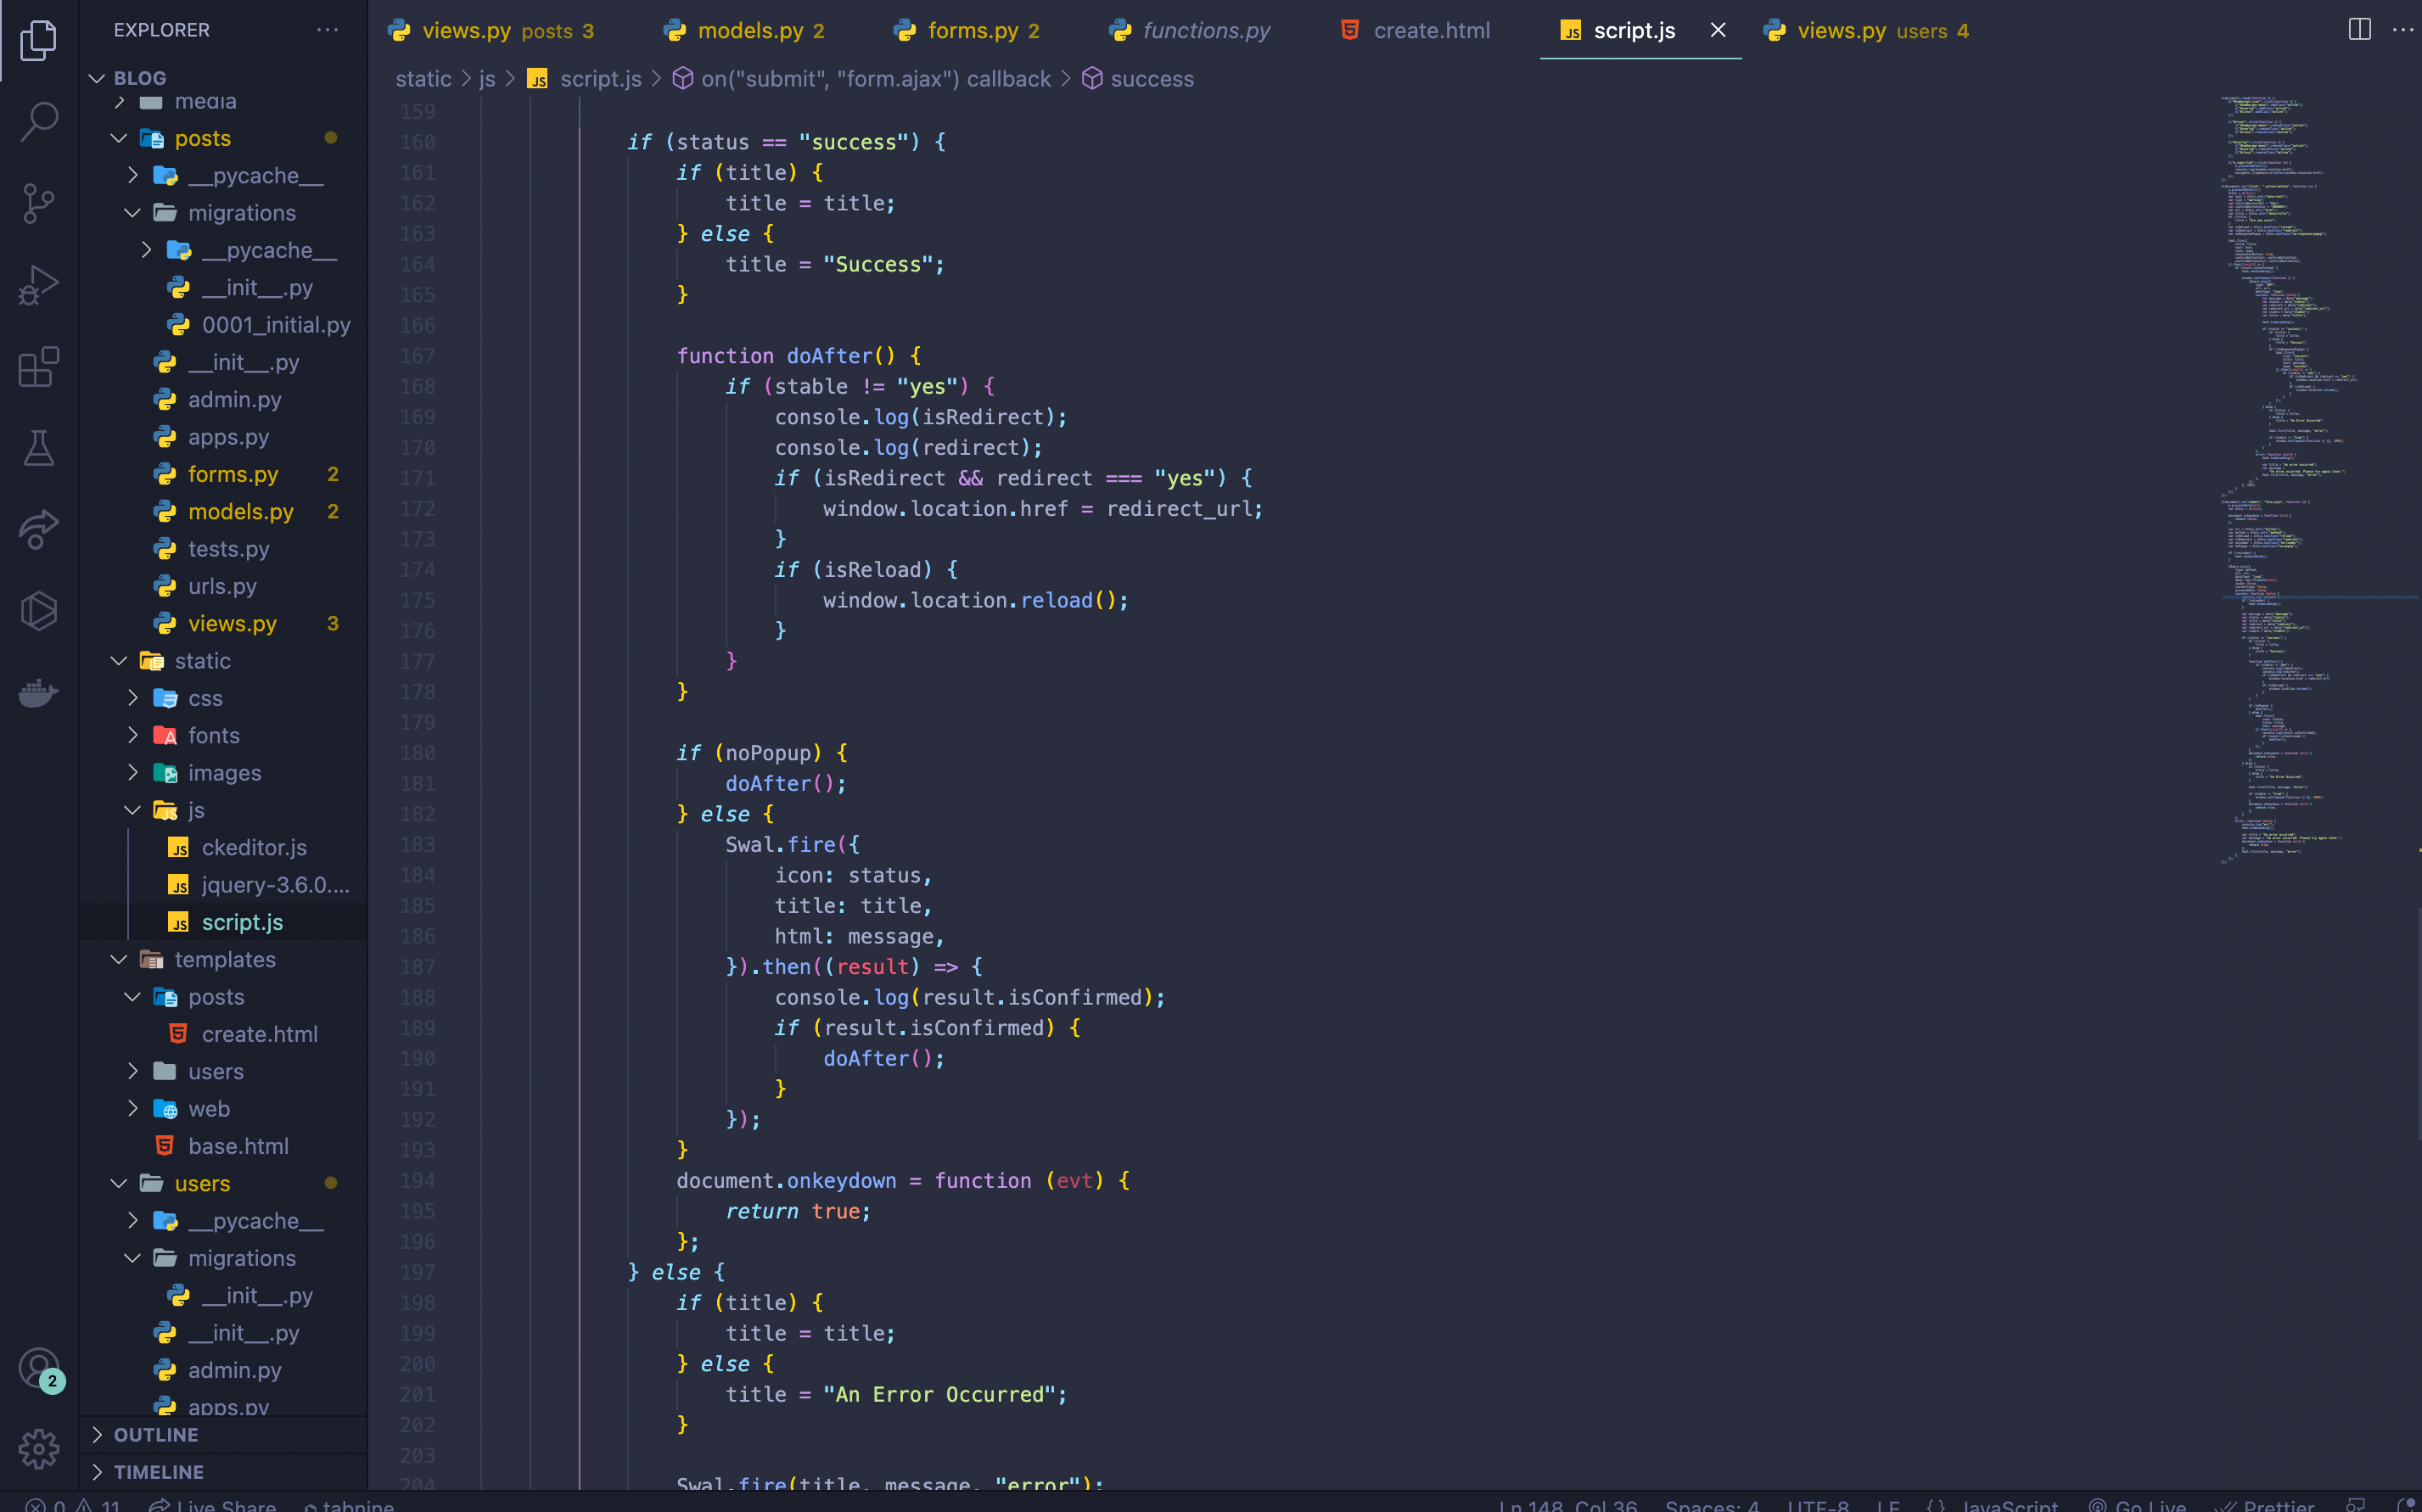 EXPLORER
BLOG
media
posts
__pycache__
migrations
__pycache__
__init__.py
0001_initial.py
__init__.py
admin.py
apps.py
forms.py 2
models.py 2
tests.py
urls.py
views.py 3
static
css
fonts
images
js
ckeditor.js
jquery-3.6.0....
script.js
templates
posts
create.html
users
web
base.html
users
__pycache__
migrations
__init__.py
__init__.py
admin.py
apps.py
OUTLINE
TIMELINE
2
views.py posts 3 models.py 2 forms.py 2 functions.py create.html JS script.js views.py users 4
static > js > JS script.js > on("submit", "form.ajax") callback > success
159
160 if (status == "success") {
161 if (title) {
162 title = title;
163 } else {
164 title = "Success";
165 }
166
167 function doAfter() {
168 if (stable != "yes") {
169 console.log(isRedirect);
170 console.log(redirect);
171 if (isRedirect && redirect === "yes") {
172 window.location.href = redirect_url;
173 }
174 if (isReload) {
175 window.location.reload();
176 }
177 }
178 }
179
180 if (noPopup) {
181 doAfter();
182 } else {
183 Swal.fire({
184 icon: status,
185 title: title,
186 html: message,
187 }).then((result) => {
188 console.log(result.isConfirmed);
189 if (result.isConfirmed) {
190 doAfter();
191 }
192 });
193 }
194 document.onkeydown = function (evt) {
195 return true;
196 };
197 } else {
198 if (title) {
199 title = title;
200 } else {
201 title = "An Error Occurred";
202 }
203
204 Swal.fire(title, message, "error");
0 11 Live Share tabnine Ln 148, Col 36 Spaces: 4 UTF-8 LF {} JavaScript Go Live Prettier